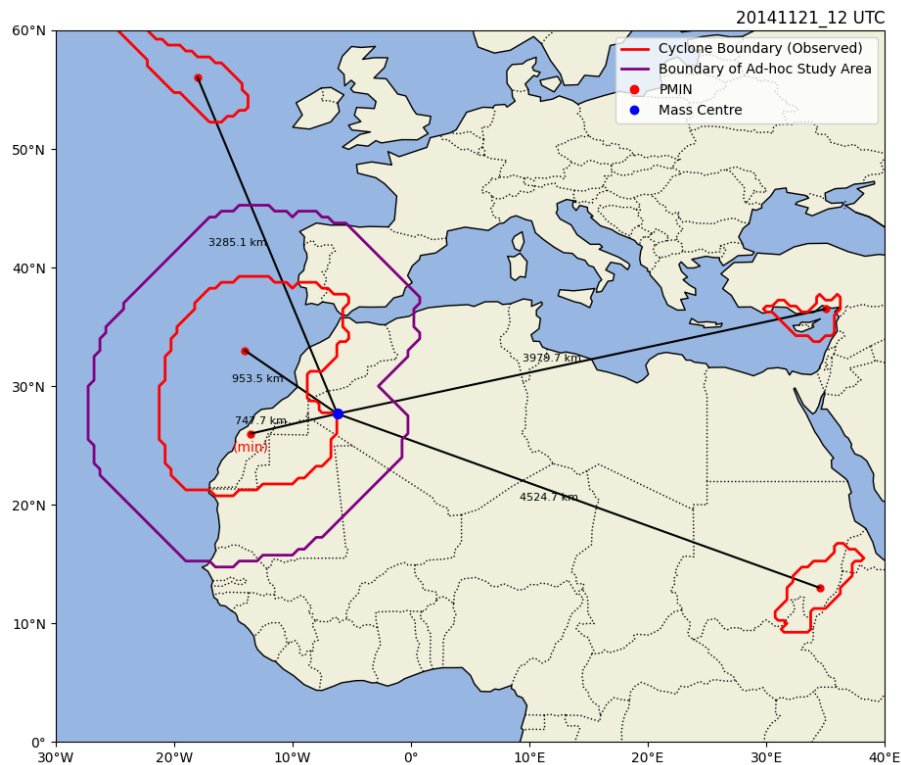 20141121_12 UTC
Cyclone Boundary (Observed)
Boundary of Ad-hoc Study Area
PMIN
Mass Centre
60°N
50°N
40°N
30°N
20°N
10°N
0°
3285.1 km
3979.7 km
953.5 km
747.7 km
(min)
4524.7 km
30°W 20°W 10°W 0° 10°E 20°E 30°E 40°E